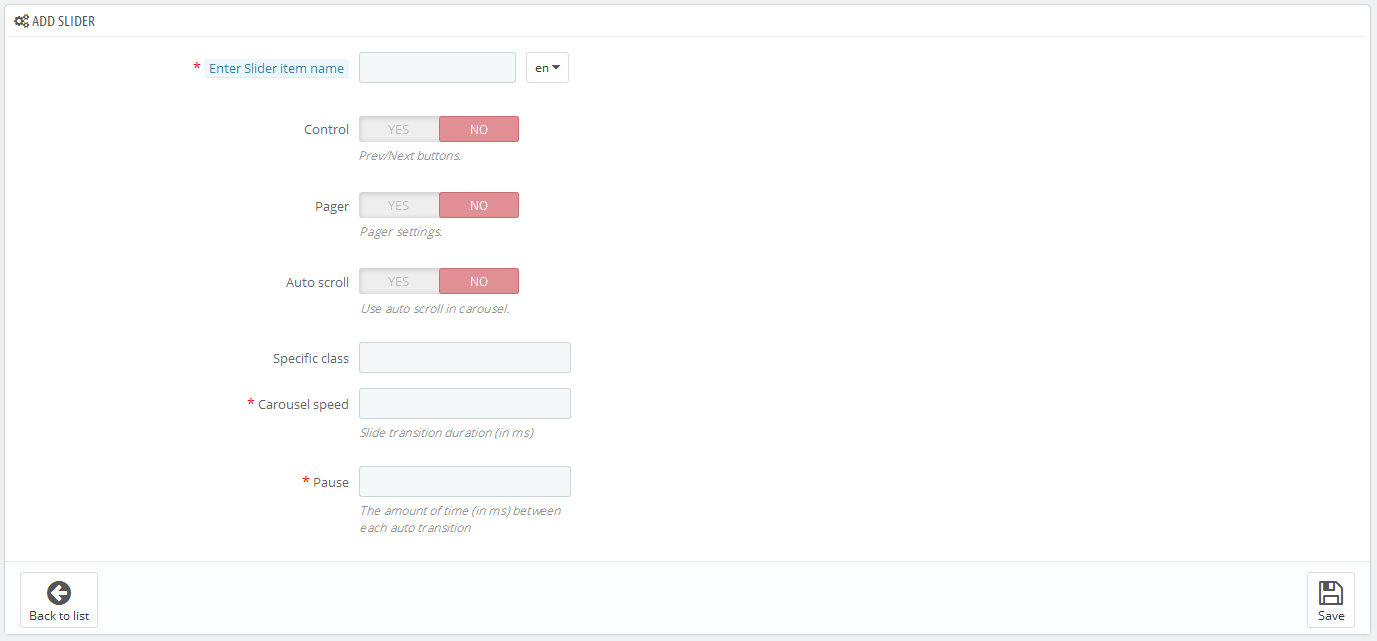 ADD SLIDER
* Enter Slider item name en
Control YES NO
Prev/Next buttons.
Pager YES NO
Pager settings.
Auto scroll YES NO
Use auto scroll in carousel.
Specific class
* Carousel speed
Slide transition duration (in ms)
* Pause
The amount of time (in ms) between
each auto transition
Back to list Save